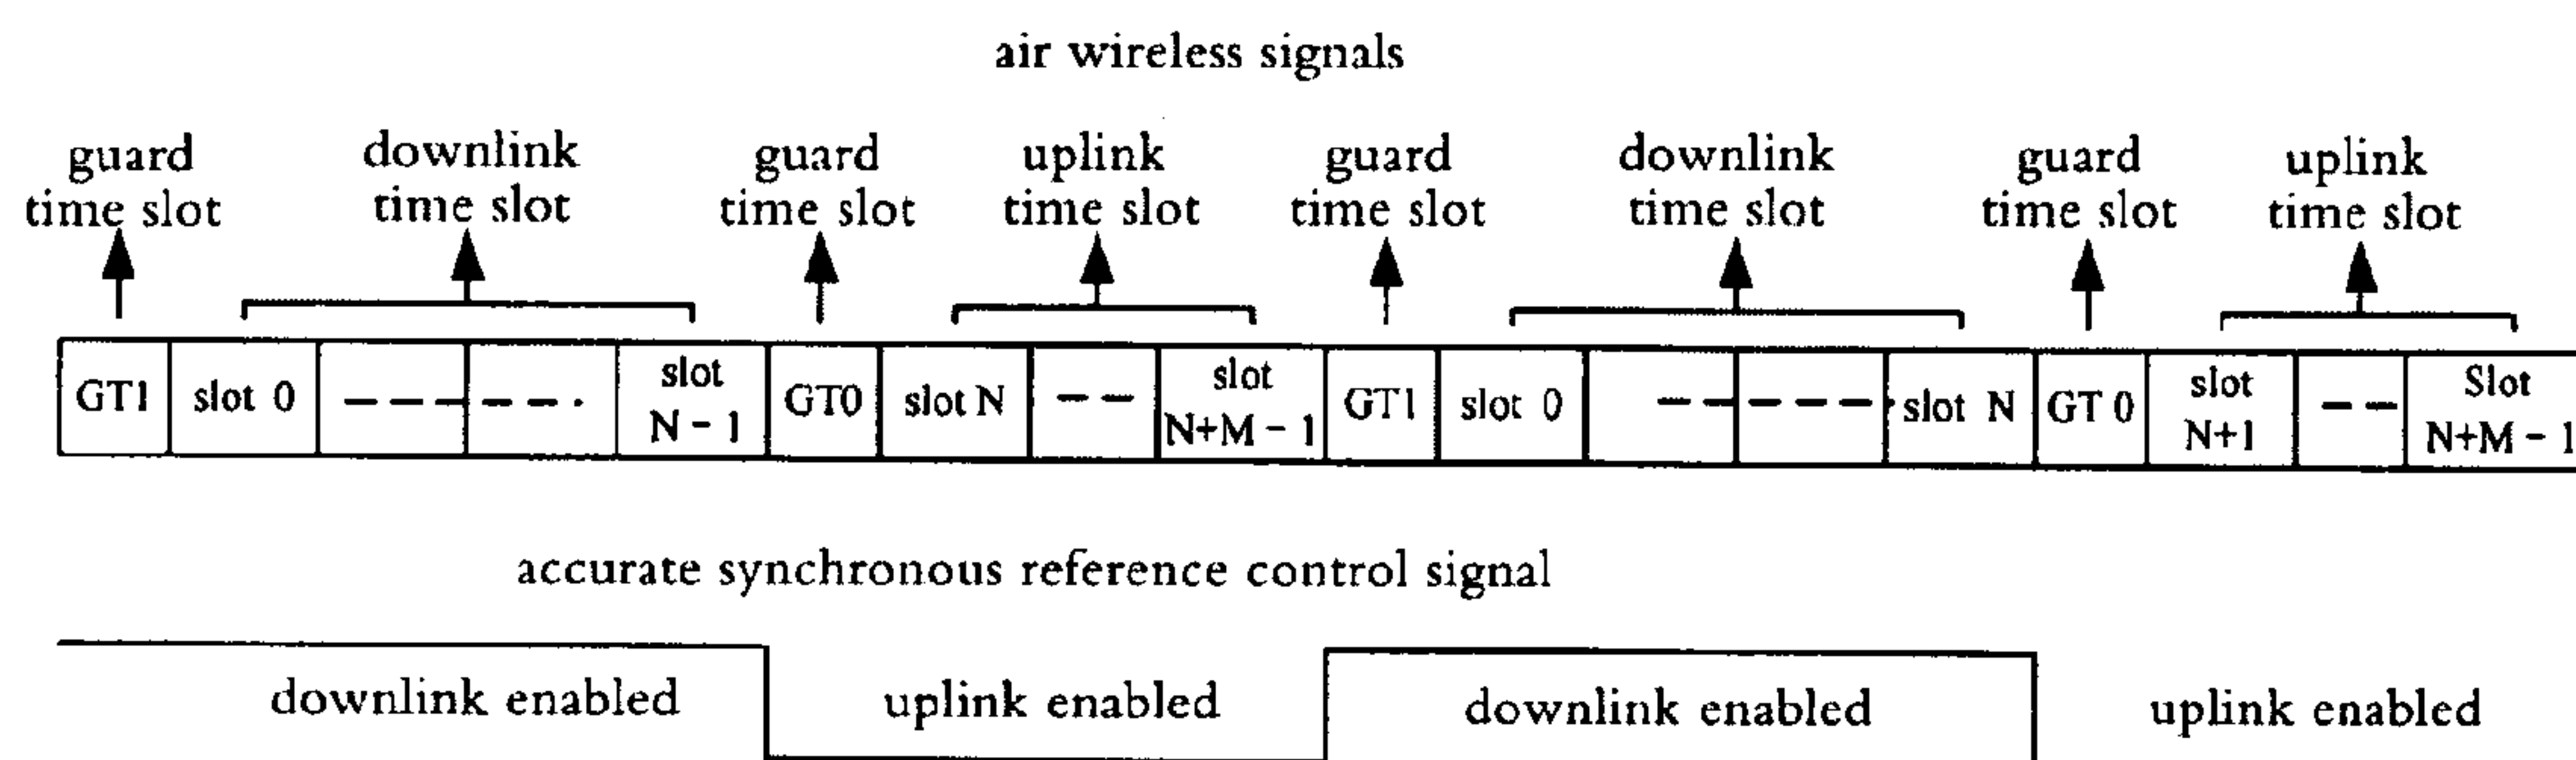 air wireless signals
guard
time slot
downlink
time slot
guard
time slot
uplink
time slot
guard
time slot
downlink
time slot
guard
time slot
uplink
time slot
GT1
slot 0
slot
N - 1
GT0
slot N
slot
N+M - 1
GT1
slot 0
slot N
GT 0
slot
N+1
Slot
N+M - 1
accurate synchronous reference control signal
downlink enabled
uplink enabled
downlink enabled
uplink enabled